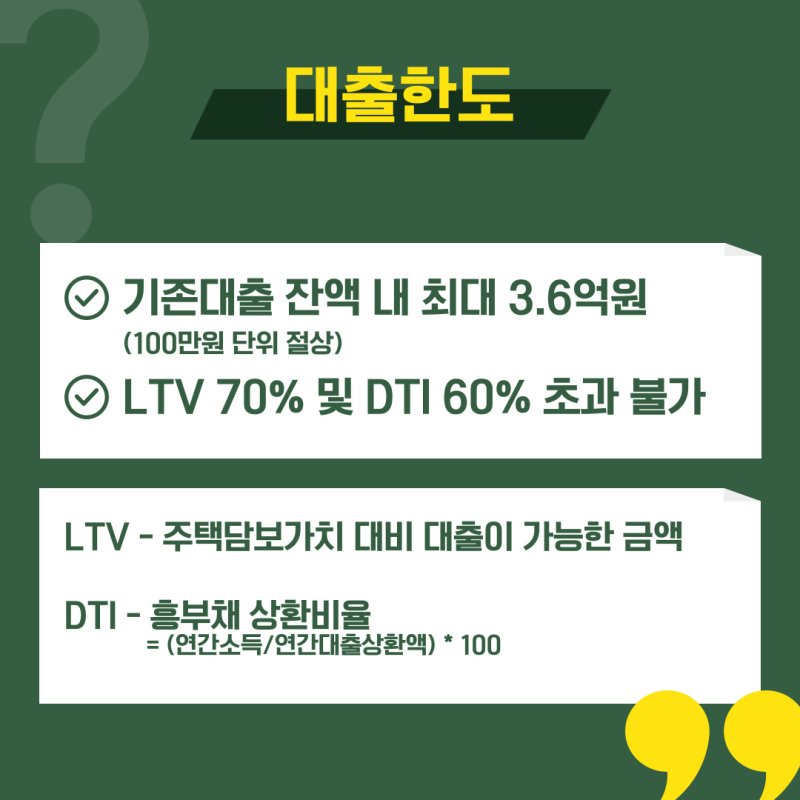 대출한도
기존대출 잔액 내 최대 3.6억원
(100만원 단위 절상)
LTV 70% 및 DTI 60% 초과 불가
LTV - 주택담보가치 대비 대출이 가능한 금액
DTI - 흥부채 상환비율
= (연간소득/연간대출상환액) * 100